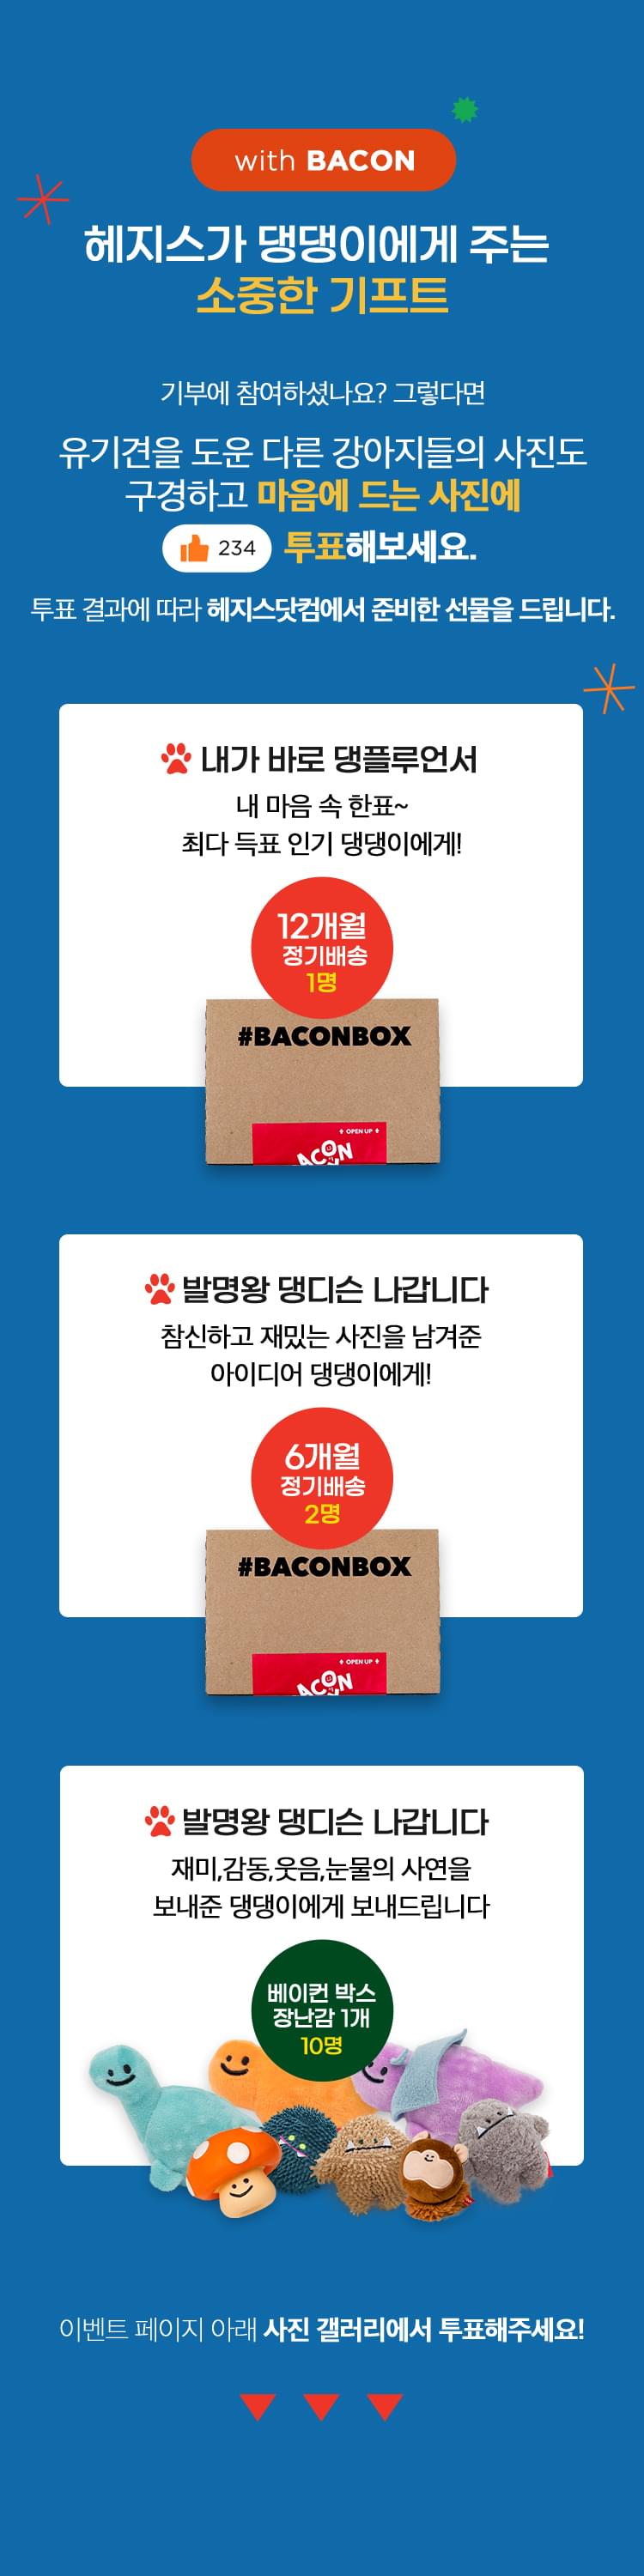 with BACON
헤지스가 댕댕이에게 주는
소중한 기프트
기부에 참여하셨나요? 그렇다면
유기견을 도운 다른 강아지들의 사진도
구경하고 마음에 드는 사진에
234 투표해보세요.
투표 결과에 따라 헤지스닷컴에서 준비한 선물을 드립니다.
내가 바로 댕플루언서
내 마음 속 한표~
최다 득표 인기 댕댕이에게!
12개월
정기배송
1명
#BACONBOX
OPEN UP
ACON
발명왕 댕디슨 나갑니다
참신하고 재밌는 사진을 남겨준
아이디어 댕댕이에게!
6개월
정기배송
2명
#BACONBOX
OPEN UP
ACON
발명왕 댕디슨 나갑니다
재미,감동,웃음,눈물의 사연을
보내준 댕댕이에게 보내드립니다
베이컨 박스
장난감 1개
10명
이벤트 페이지 아래 사진 갤러리에서 투표해주세요!